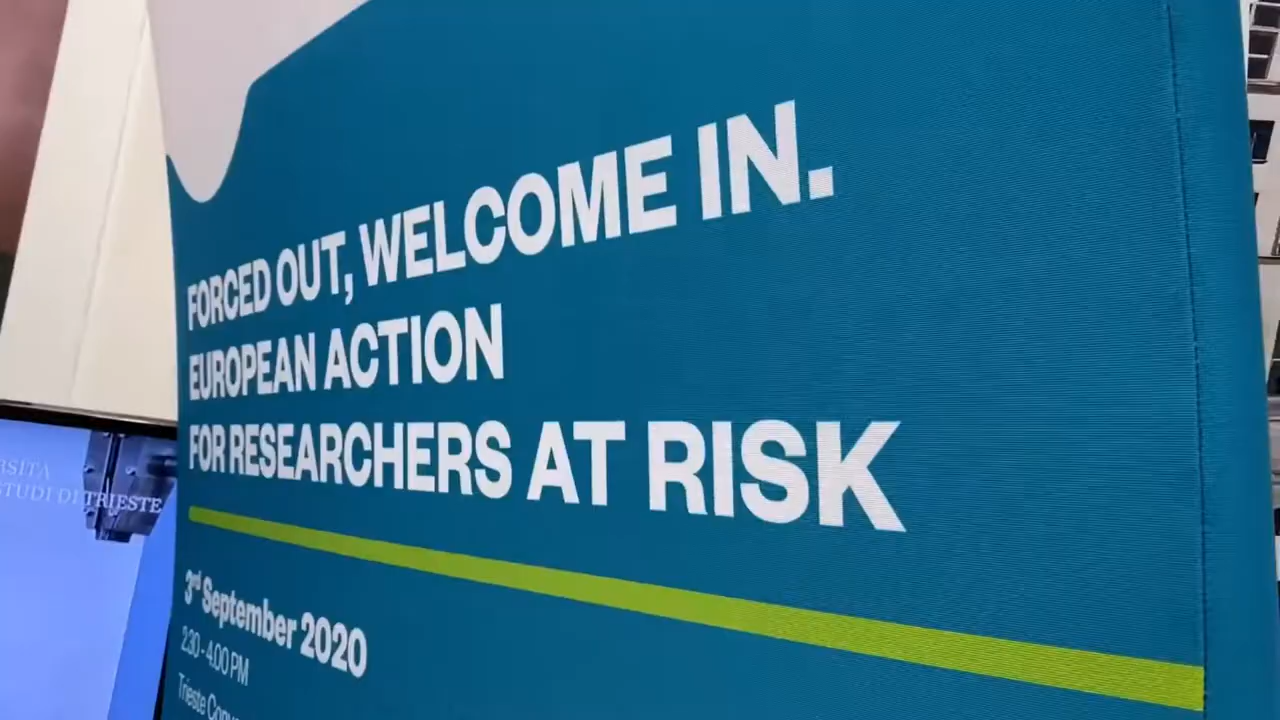 FORCED OUT, WELCOME IN.
EUROPEAN ACTION
FOR RESEARCHERS AT RISK
3rd September 2020
2.30 - 4.00 PM
Trieste
STUDI DI TRIESTE